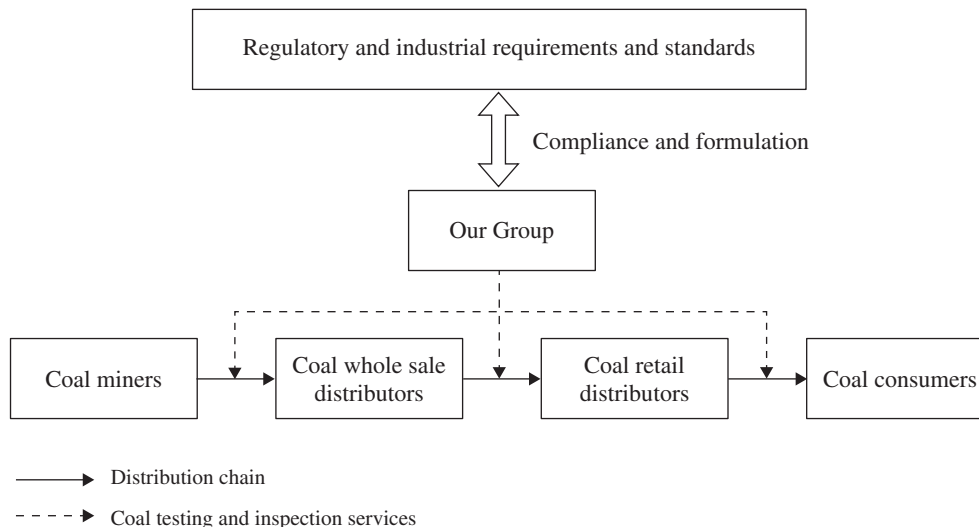 Regulatory and industrial requirements and standards
Compliance and formulation
Our Group
Coal miners
Coal whole sale
distributors
Coal retail
distributors
Coal consumers
Distribution chain
Coal testing and inspection services